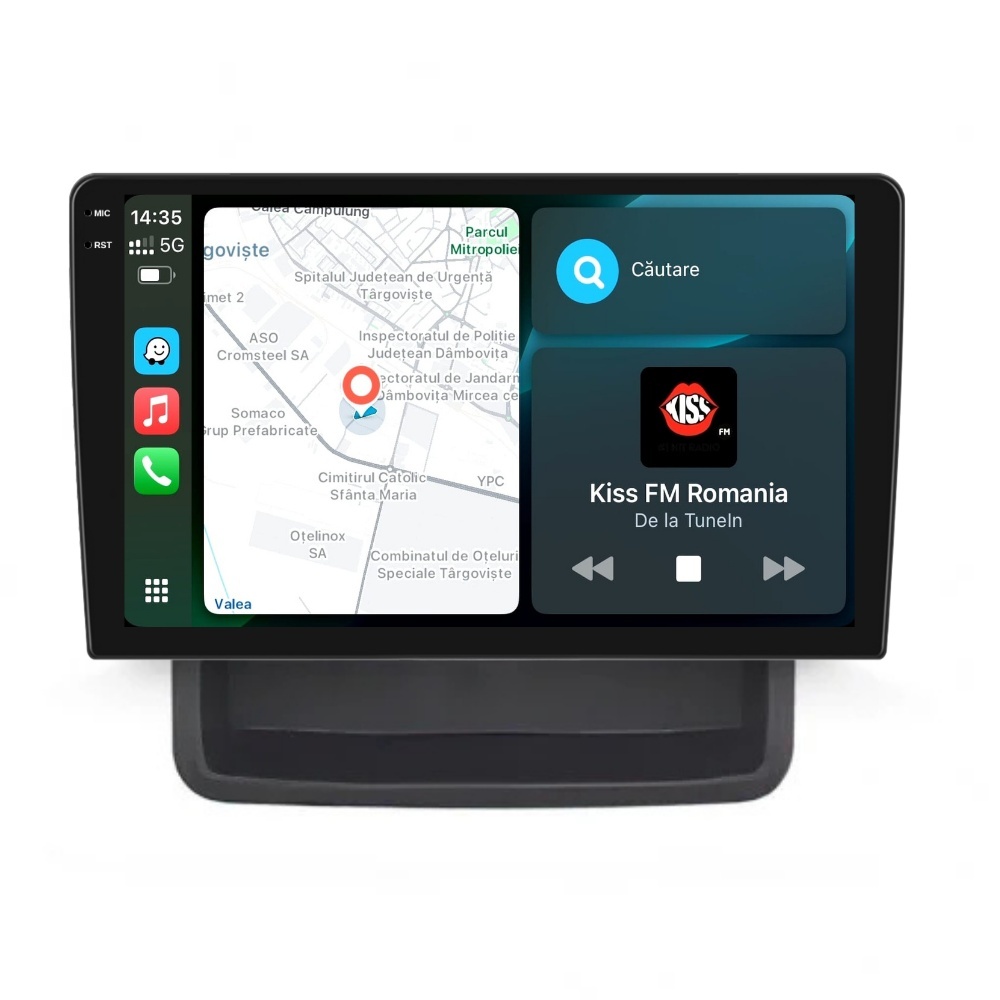 MIC
RST
14:35
5G
Calea Câmpulung
goviște
Parcul
Mitropoliei
Spitalul Județean de Urgență
Târgoviște
imet 2
ASO
Cromsteel SA
Inspectoratul de Poliție
Județean Dâmbovița
ectoratul de Jandarm
Dâmbovița Mircea ce
Somaco
Grup Prefabricate
Cimitirul Catolic
Sfânta Maria
YPC
Oțelinox
SA
Combinatul de Oțeluri
Speciale Târgoviște
Valea
Căutare
KISS
FM
Kiss FM Romania
De la TuneIn